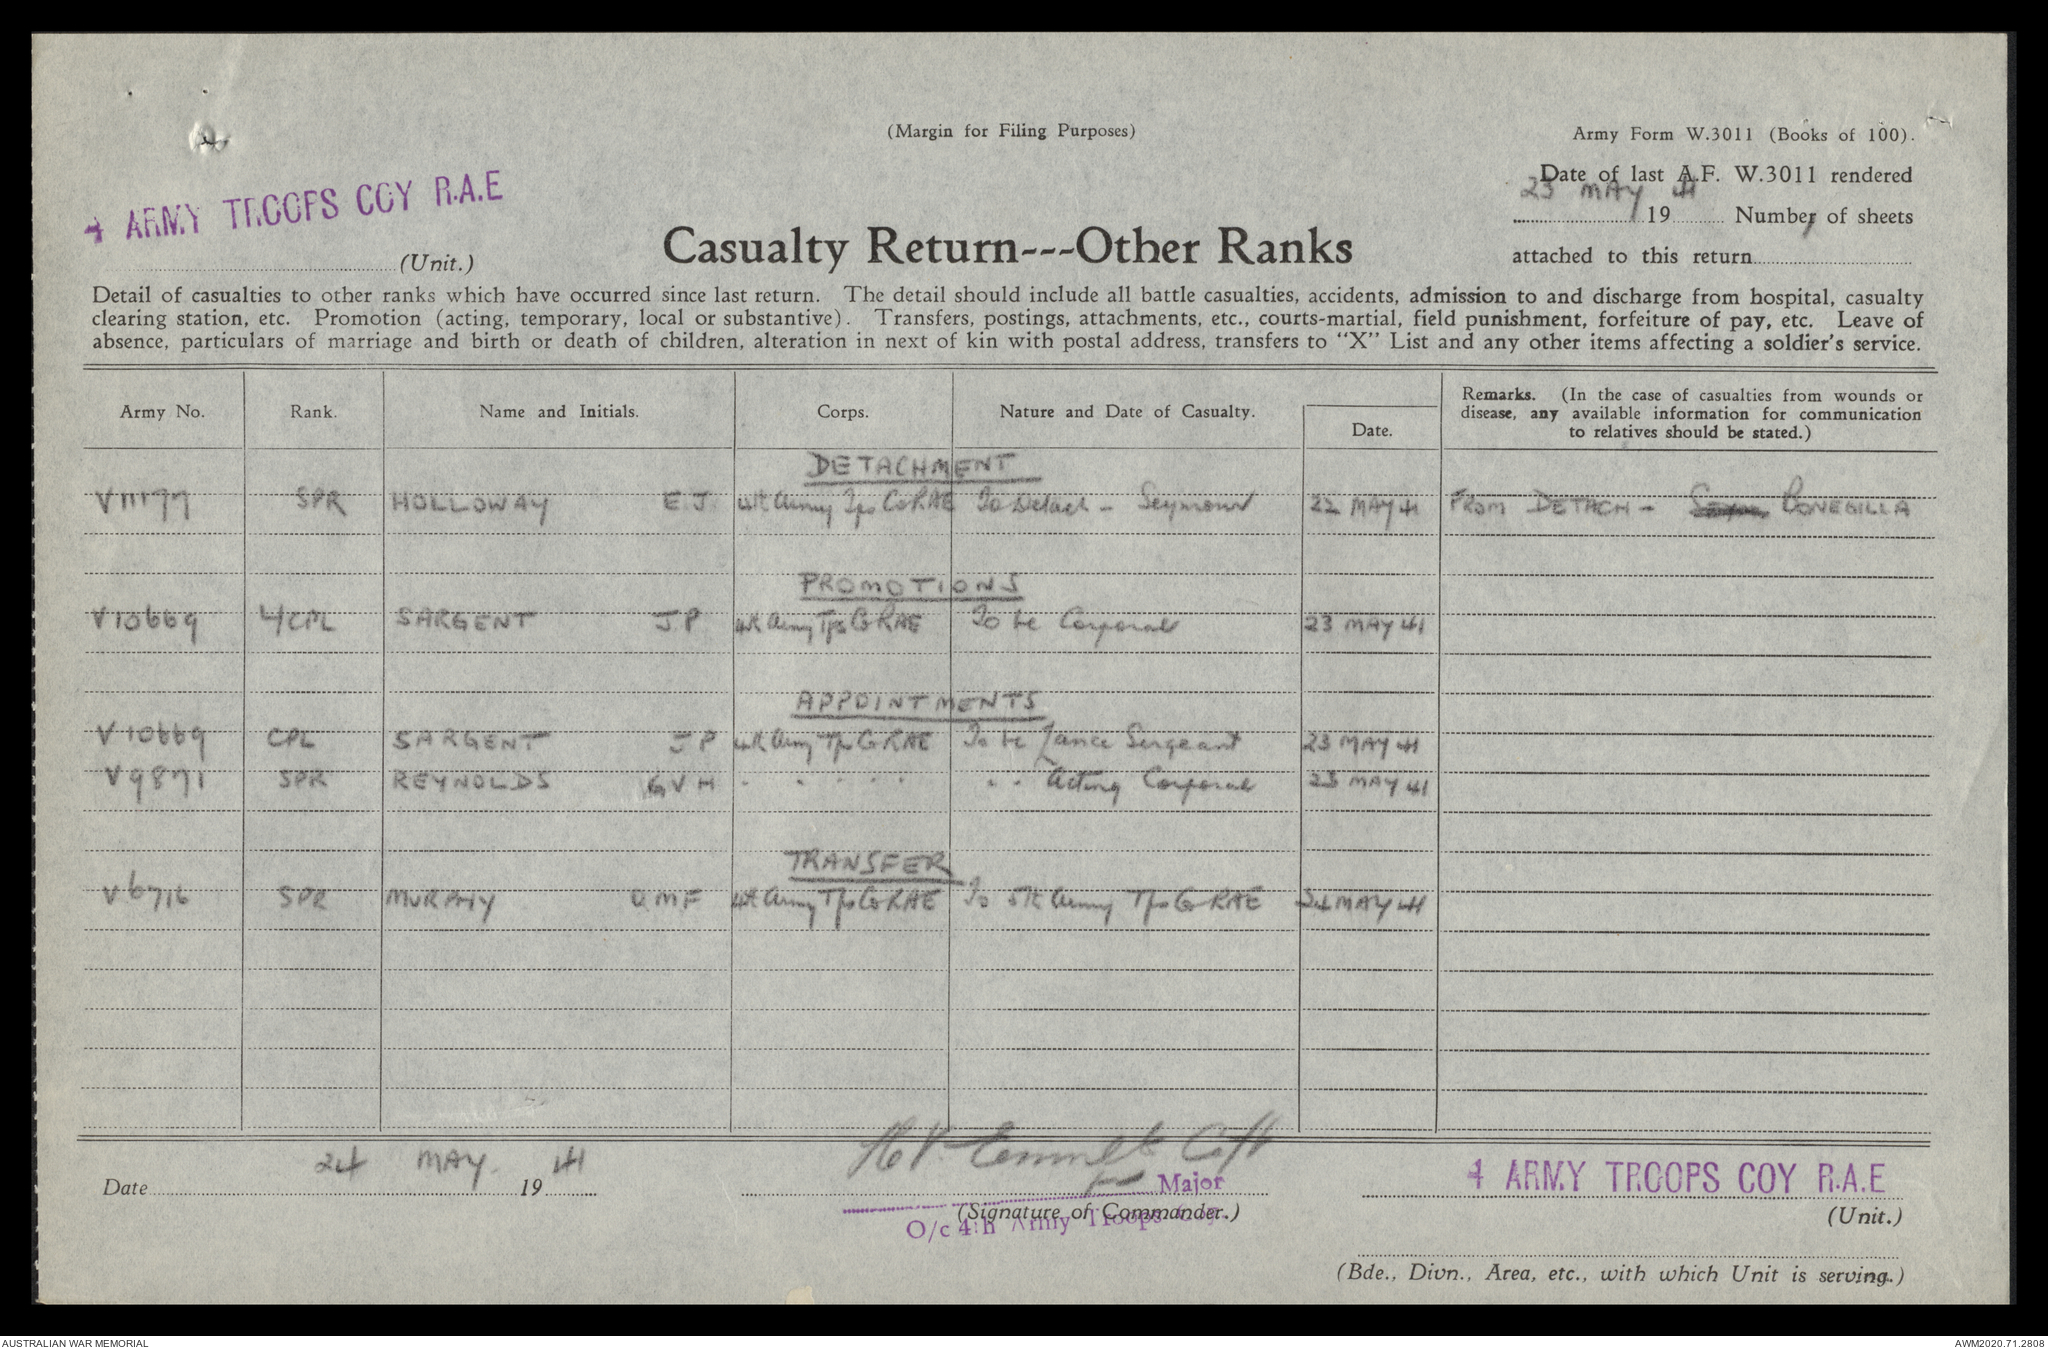 (Margin for Filing Purposes)
Army Form W.3011 (Books of 100).
Date of last A.F. W.3011 rendered
23 MAY 1941 Number of sheets
attached to this return
4 ARMY TROOPS COY R.A.E
(Unit.)
Casualty Return---Other Ranks
Detail of casualties to other ranks which have occurred since last return. The detail should include all battle casualties, accidents, admission to and discharge from hospital, casualty
clearing station, etc. Promotion (acting, temporary, local or substantive). Transfers, postings, attachments, etc., courts-martial, field punishment, forfeiture of pay, etc. Leave of
absence, particulars of marriage and birth or death of children, alteration in next of kin with postal address, transfers to "X" List and any other items affecting a soldier's service.
Army No. Rank. Name and Initials. Corps. Nature and Date of Casualty. Date. Remarks. (In the case of casualties from wounds or
disease, any available information for communication
to relatives should be stated.)
DETACHMENT
V11177 SPR HOLLOWAY E.J. 4th Army Tps Co RAE To Detach - Seymour 22 MAY 41 FROM DETACH - BONEGILLA
PROMOTIONS
V10669 L/CPL SARGENT J P 4th Army Tps Co RAE To be Corporal 23 MAY 41
APPOINTMENTS
V10669 CPL SARGENT J P 4th Army Tps Co RAE To be Lance Sergeant 23 MAY 41
V9871 SPR REYNOLDS G V H . . . . . . . Acting Corporal 23 MAY 41
TRANSFER
V6716 SPR MURPHY M F 4th Army Tps Co RAE To 5th Army Tps Co RAE 24 MAY 41
Date 24 MAY 1941
Capt
for Major
(Signature of Commander.)
O/c 4th Army Troops Coy.
4 ARMY TROOPS COY R.A.E
(Unit.)
(Bde., Divn., Area, etc., with which Unit is serving.)
AUSTRALIAN WAR MEMORIAL
AWM2020.71.2808